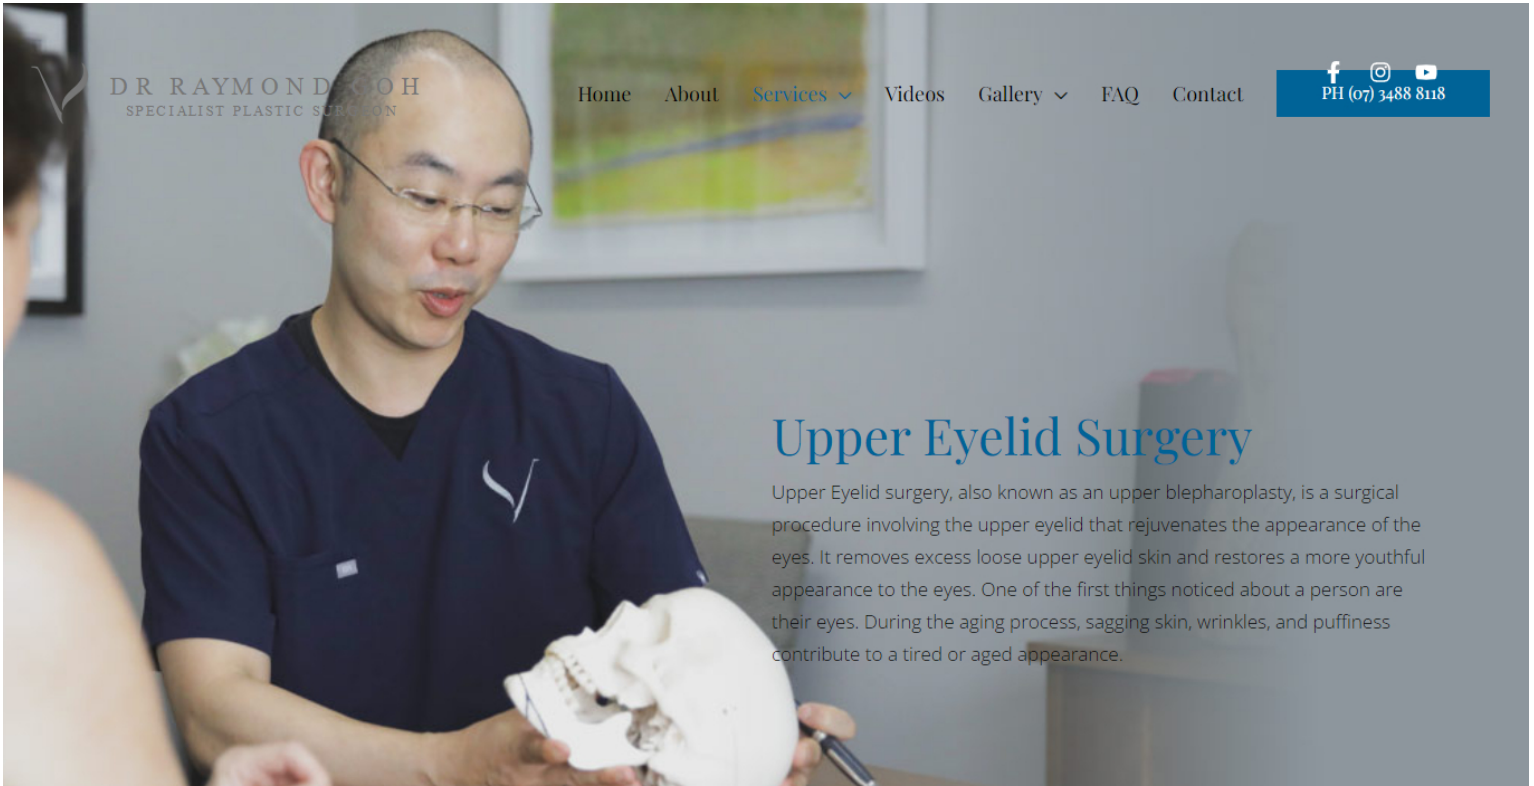 DR RAYMOND GOH
SPECIALIST PLASTIC SURGEON
Home About Services Videos Gallery FAQ Contact
PH (07) 3488 8118
Upper Eyelid Surgery
Upper Eyelid surgery, also known as an upper blepharoplasty, is a surgical
procedure involving the upper eyelid that rejuvenates the appearance of the
eyes. It removes excess loose upper eyelid skin and restores a more youthful
appearance to the eyes. One of the first things noticed about a person are
their eyes. During the aging process, sagging skin, wrinkles, and puffiness
contribute to a tired or aged appearance.